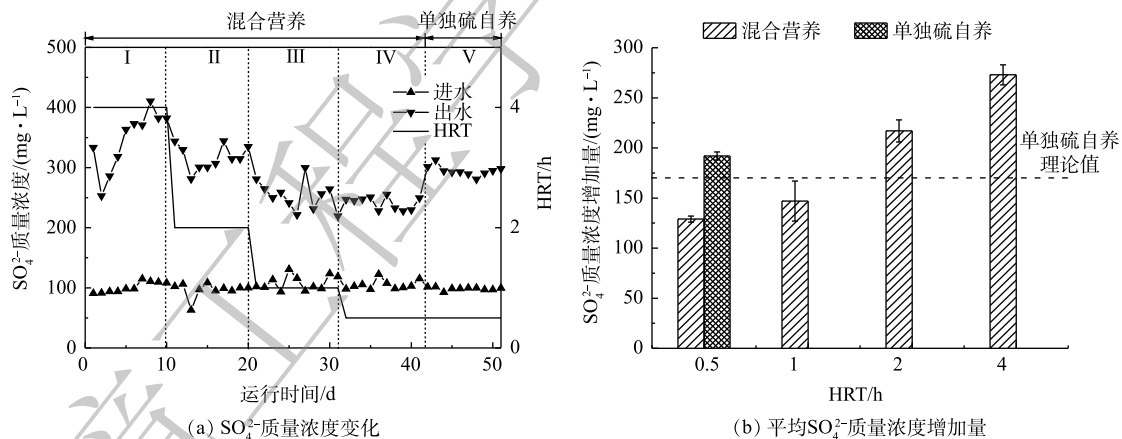 混合营养 单独硫自养
I II III IV V
进水
出水
HRT
500
400
300
200
100
0
SO₄²⁻质量浓度/(mg·L⁻¹)
4
2
0
HRT/h
0 10 20 30 40 50
运行时间/d
(a) SO₄²⁻质量浓度变化
混合营养 单独硫自养
300
250
200
150
100
50
0
SO₄²⁻质量浓度增加量/(mg·L⁻¹)
单独硫自养
理论值
0.5 1 2 4
HRT/h
(b) 平均SO₄²⁻质量浓度增加量